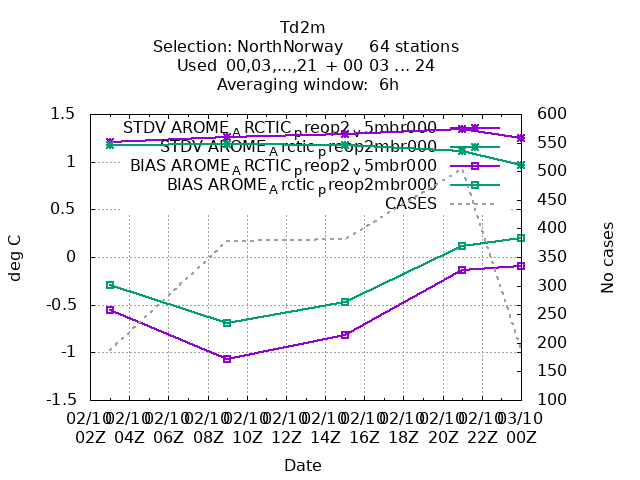 Td2m
Selection: NorthNorway 64 stations
Used 00,03,...,21 + 00 03 ... 24
Averaging window: 6h
1.5
1
0.5
0
-0.5
-1
-1.5
600
550
500
450
400
350
300
250
200
150
100
deg C
No cases
STDV AROME_ARCTIC_preop2_v5mbr000
STDV AROME_Arctic_preop2mbr000
BIAS AROME_ARCTIC_preop2_v5mbr000
BIAS AROME_Arctic_preop2mbr000
CASES
02/10 02/10 02/10 02/10 02/10 02/10 02/10 02/10 02/10 02/10 02/10 03/10
02Z 04Z 06Z 08Z 10Z 12Z 14Z 16Z 18Z 20Z 22Z 00Z
Date